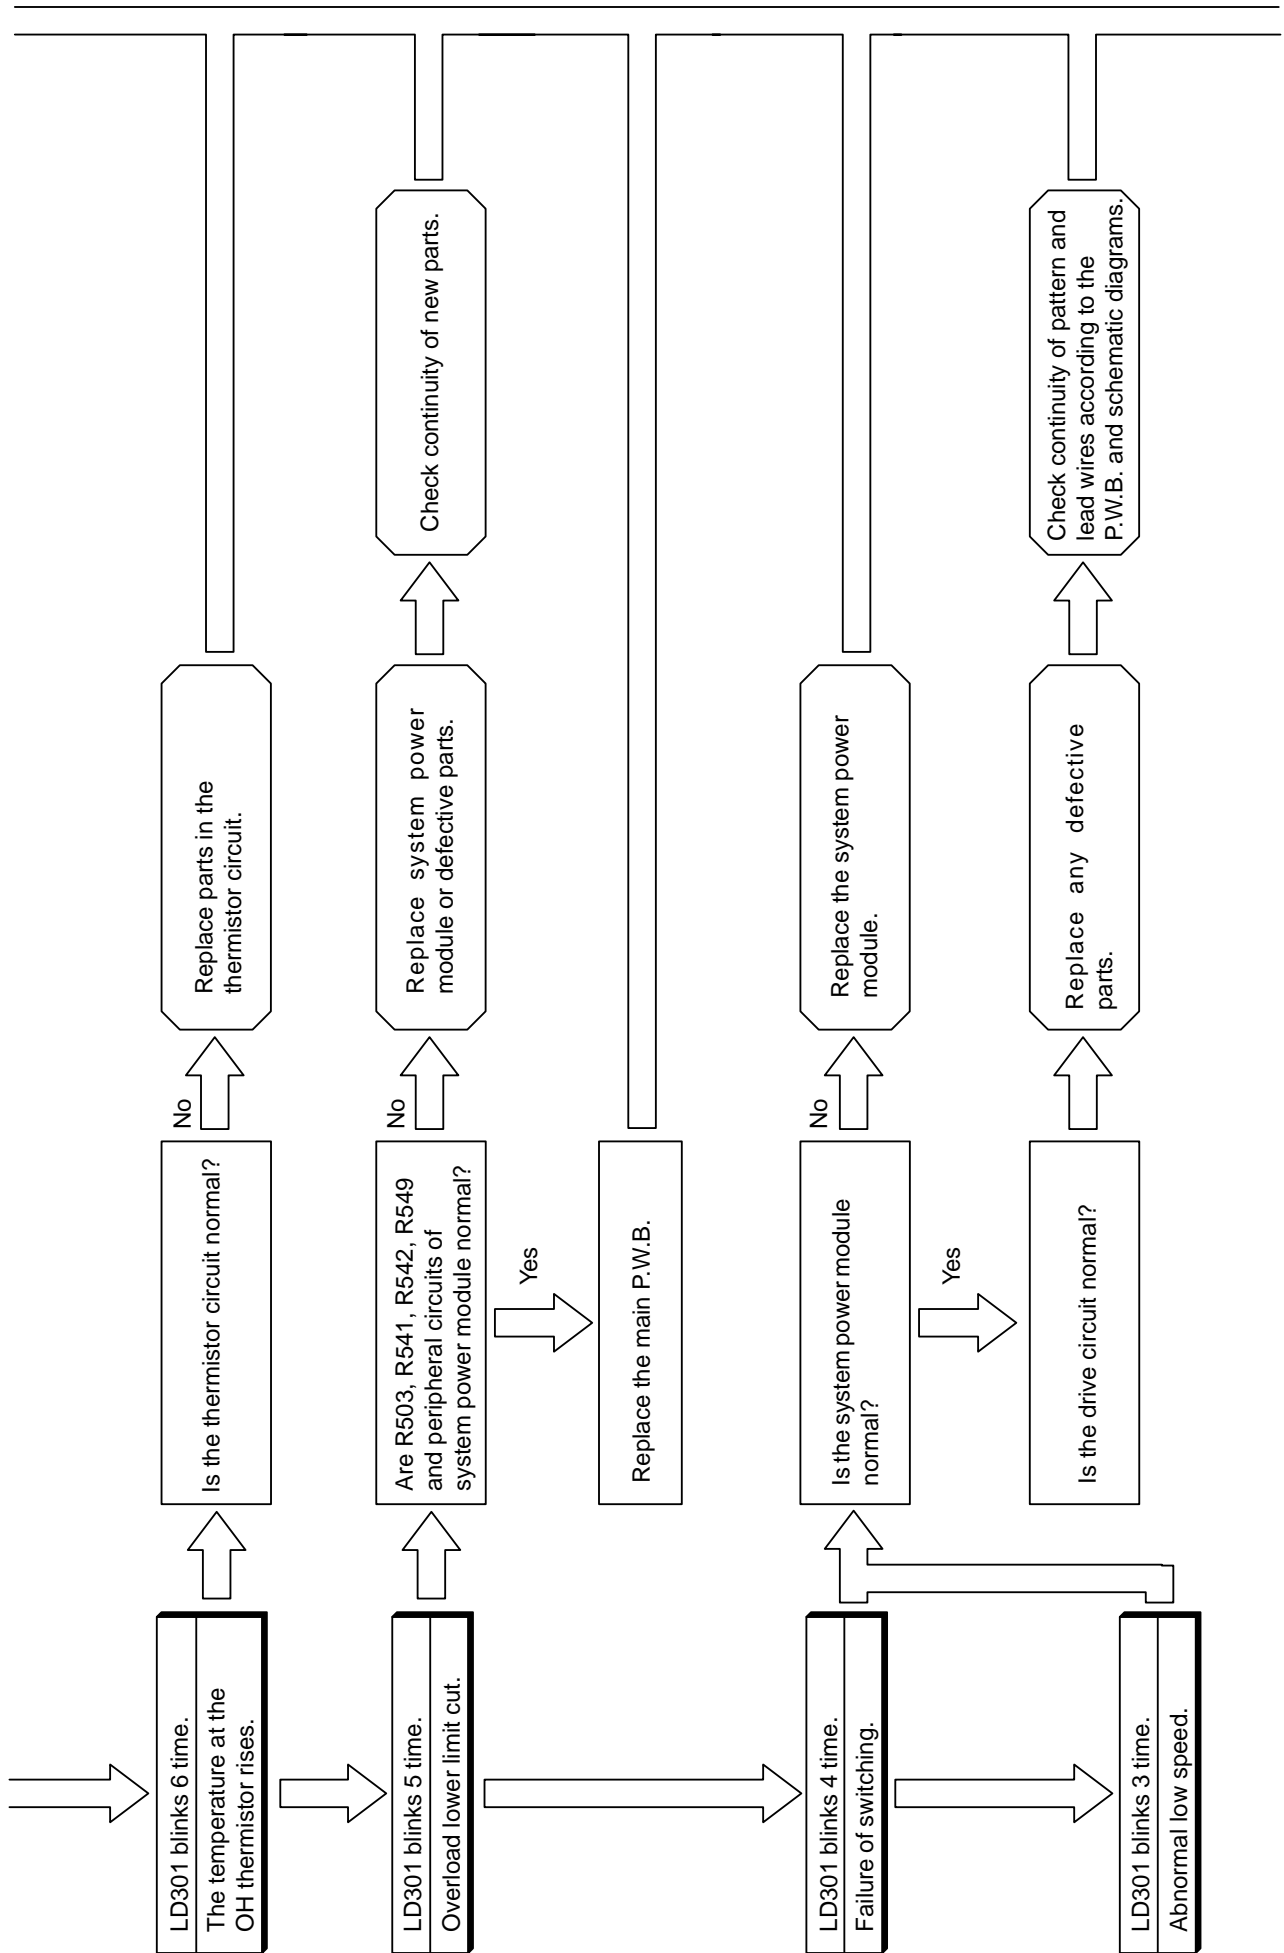 LD301 blinks 6 time.
The temperature at the
OH thermistor rises.
Is the thermistor circuit normal?
No
Replace parts in the
thermistor circuit.
LD301 blinks 5 time.
Overload lower limit cut.
Are R503, R541, R542, R549
and peripheral circuits of
system power module normal?
No
Replace system power
module or defective parts.
Check continuity of new parts.
Yes
Replace the main P.W.B.
LD301 blinks 4 time.
Failure of switching.
Is the system power module
normal?
No
Replace the system power
module.
Yes
LD301 blinks 3 time.
Abnormal low speed.
Is the drive circuit normal?
Replace any defective
parts.
Check continuity of pattern and
lead wires according to the
P.W.B. and schematic diagrams.